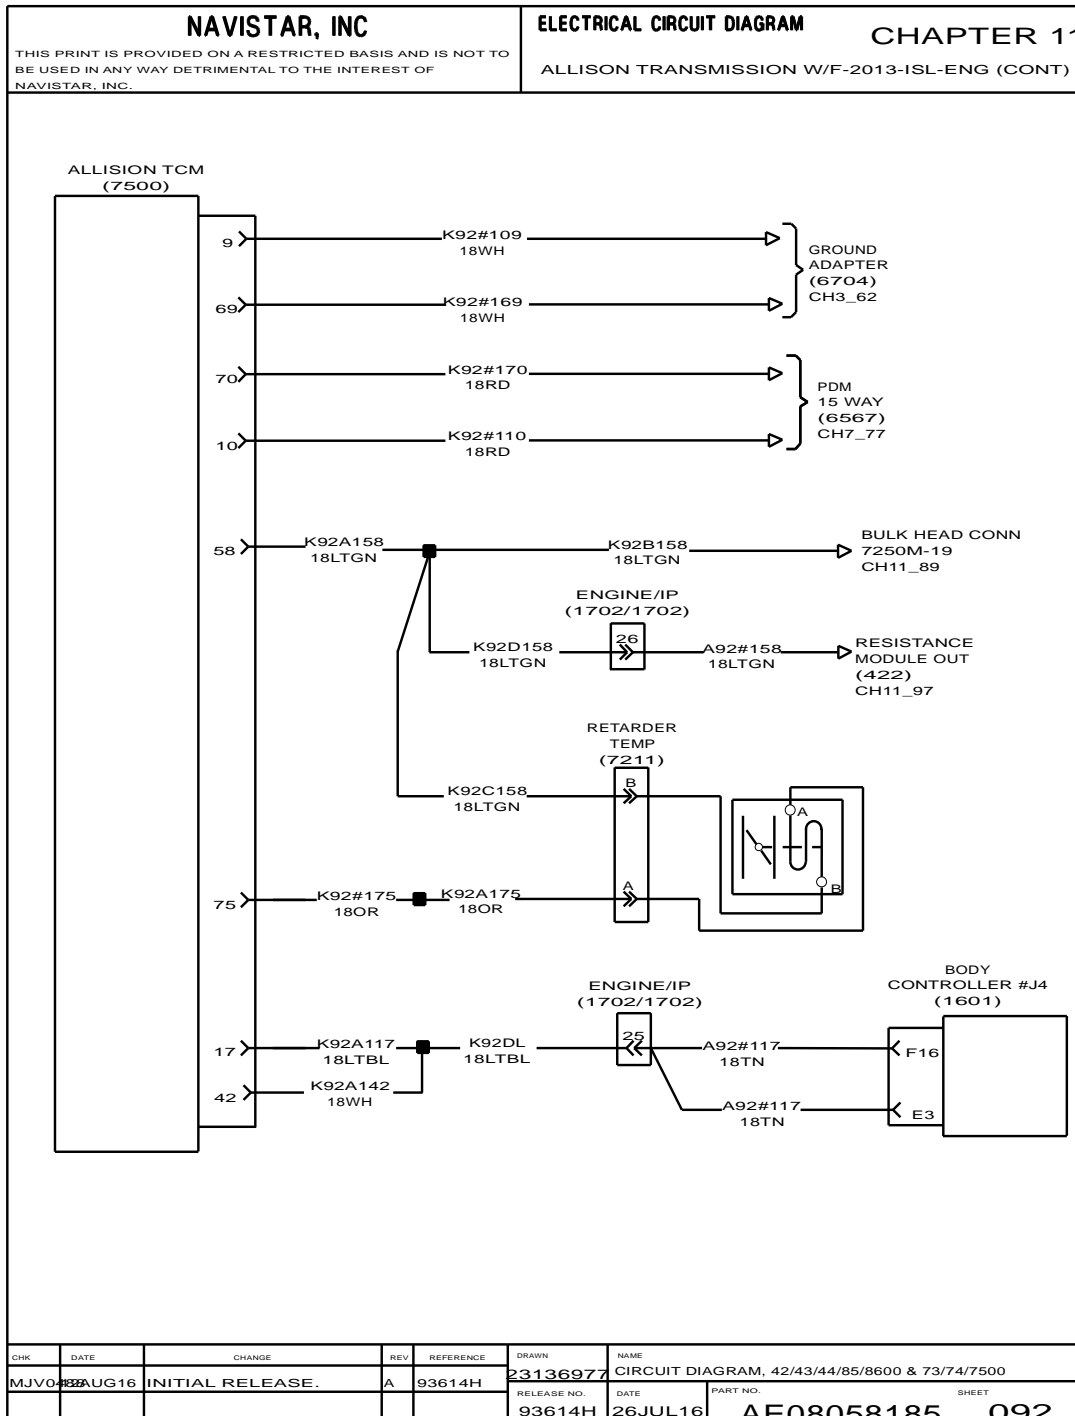 NAVISTAR, INC
THIS PRINT IS PROVIDED ON A RESTRICTED BASIS AND IS NOT TO
BE USED IN ANY WAY DETRIMENTAL TO THE INTEREST OF
NAVISTAR, INC.
ELECTRICAL CIRCUIT DIAGRAM
CHAPTER 11
ALLISON TRANSMISSION W/F-2013-ISL-ENG (CONT)
ALLISION TCM
(7500)
9
K92#109
18WH
69
K92#169
18WH
GROUND
ADAPTER
(6704)
CH3_62
70
K92#170
18RD
10
K92#110
18RD
PDM
15 WAY
(6567)
CH7_77
58
K92A158
18LTGN
K92B158
18LTGN
BULK HEAD CONN
7250M-19
CH11_89
ENGINE/IP
(1702/1702)
26
K92D158
18LTGN
A92#158
18LTGN
RESISTANCE
MODULE OUT
(422)
CH11_97
RETARDER
TEMP
(7211)
B
K92C158
18LTGN
A
B
75
K92#175
18OR
K92A175
18OR
A
ENGINE/IP
(1702/1702)
25
BODY
CONTROLLER #J4
(1601)
17
K92A117
18LTBL
K92DL
18LTBL
A92#117
18TN
F16
42
K92A142
18WH
A92#117
18TN
E3
CHK DATE CHANGE REV REFERENCE
12AUG16 INITIAL RELEASE. A 93614H
DRAWN
23136977
NAME
CIRCUIT DIAGRAM, 42/43/44/85/8600 & 73/74/7500
RELEASE NO.
93614H
DATE
26JUL16
PART NO.
AE08058185
SHEET
092